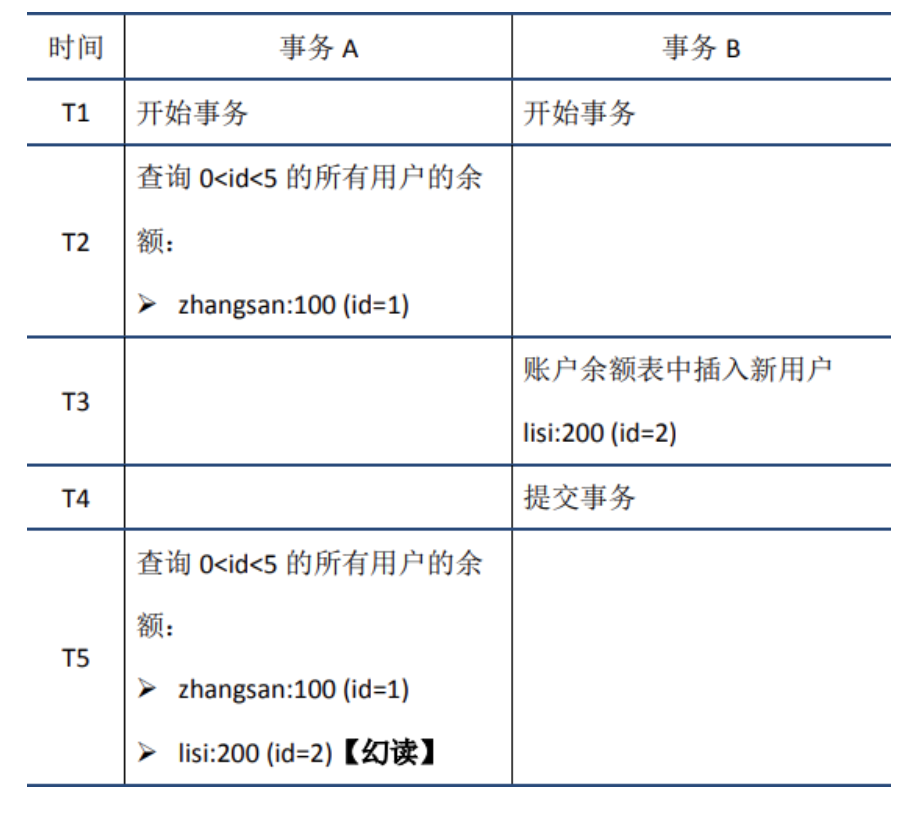 时间 事务 A 事务 B
T1 开始事务 开始事务
查询 0<id<5 的所有用户的余
T2 额：
➢ zhangsan:100 (id=1)
账户余额表中插入新用户
T3
lisi:200 (id=2)
T4 提交事务
查询 0<id<5 的所有用户的余
额：
T5
➢ zhangsan:100 (id=1)
➢ lisi:200 (id=2)【幻读】